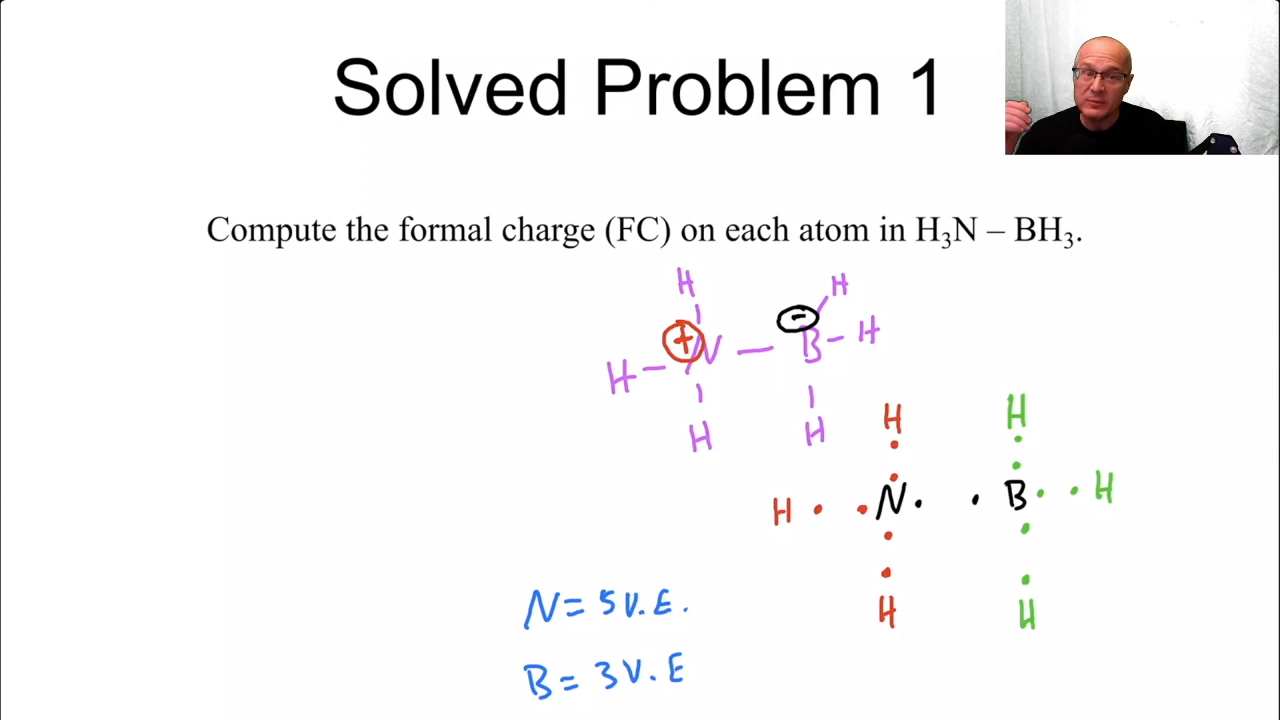 Solved Problem 1
Compute the formal charge (FC) on each atom in H₃N – BH₃.
H H
+ -
H – N — B – H
H H
H H
H · · N · · B · · H
H H
N = 5 V.E.
B = 3 V.E